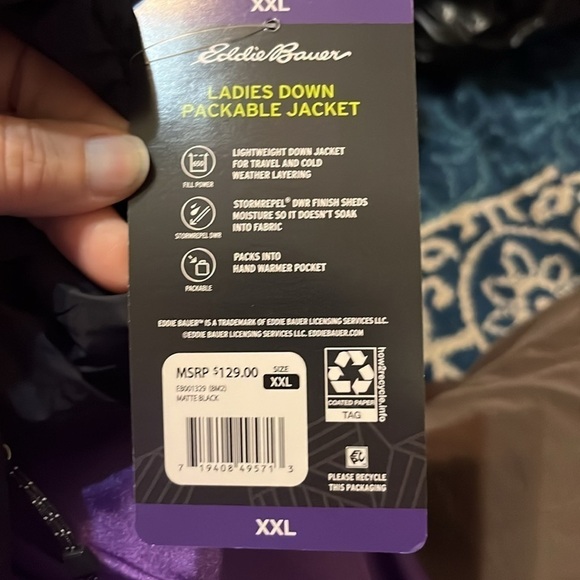 XXL
Eddie Bauer
LADIES DOWN
PACKABLE JACKET
LIGHTWEIGHT DOWN JACKET
FOR TRAVEL AND COLD
WEATHER LAYERING
FILL POWER
STORMREPEL® DWR FINISH SHEDS
MOISTURE SO IT DOESN'T SOAK
INTO FABRIC
STORMREPEL DWR
PACKS INTO
HAND WARMER POCKET
PACKABLE
EDDIE BAUER™ IS A TRADEMARK OF EDDIE BAUER LICENSING SERVICES LLC.
©EDDIE BAUER LICENSING SERVICES LLC. EDDIEBAUER.COM
MSRP $129.00
SIZE
XXL
EB001329 (BM2)
MATTE BLACK
7 19408 49571 3
how2recycle.info
COATED PAPER
TAG
PLEASE RECYCLE
THIS PACKAGING
XXL